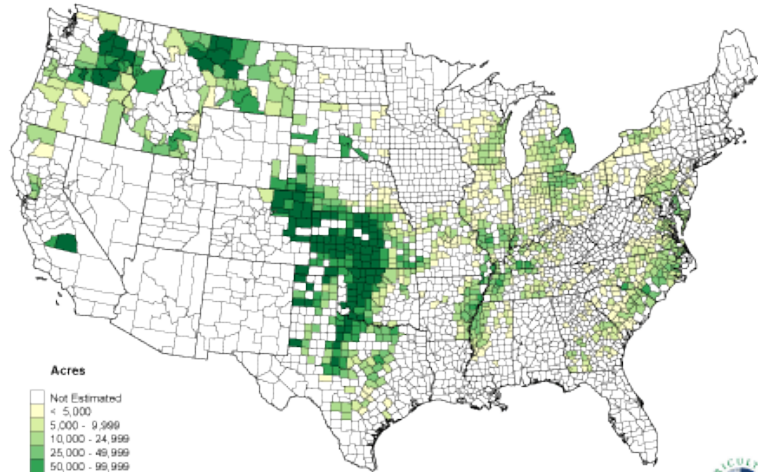 Acres
Not Estimated
< 5,000
5,000 - 9,999
10,000 - 24,999
25,000 - 49,999
50,000 - 99,999